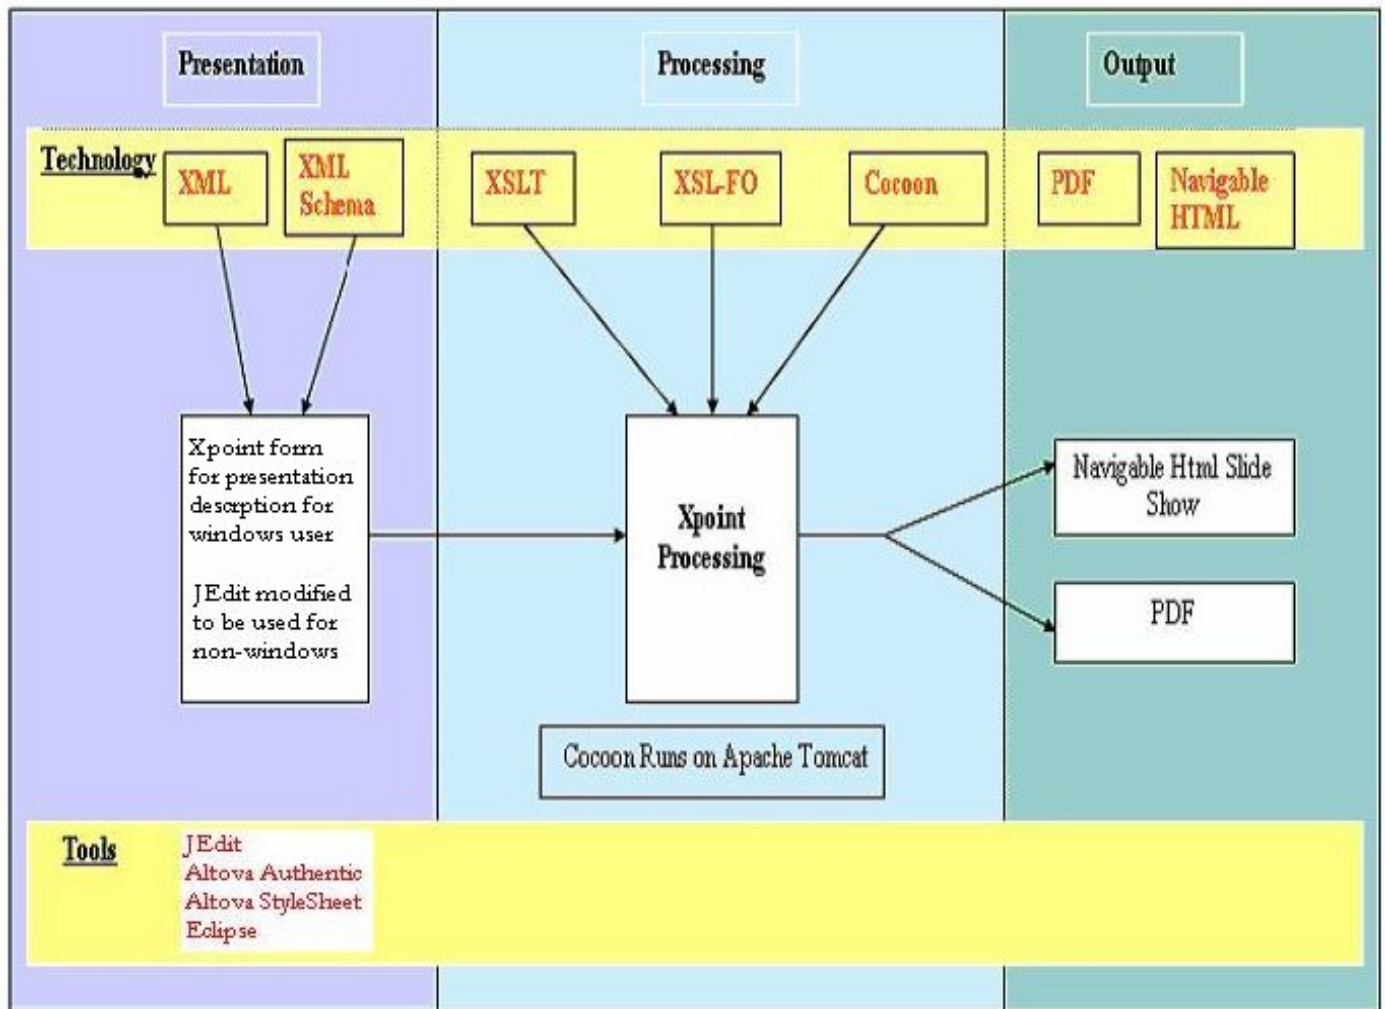 Presentation
Processing
Output
Technology
XML
XML
Schema
XSLT
XSL-FO
Cocoon
PDF
Navigable
HTML
Xpoint form
for presentation
descrption for
windows user
JEdit modified
to be used for
non-windows
Xpoint
Processing
Navigable Html Slide
Show
PDF
Cocoon Runs on Apache Tomcat
Tools
JEdit
Altova Authentic
Altova StyleSheet
Eclipse